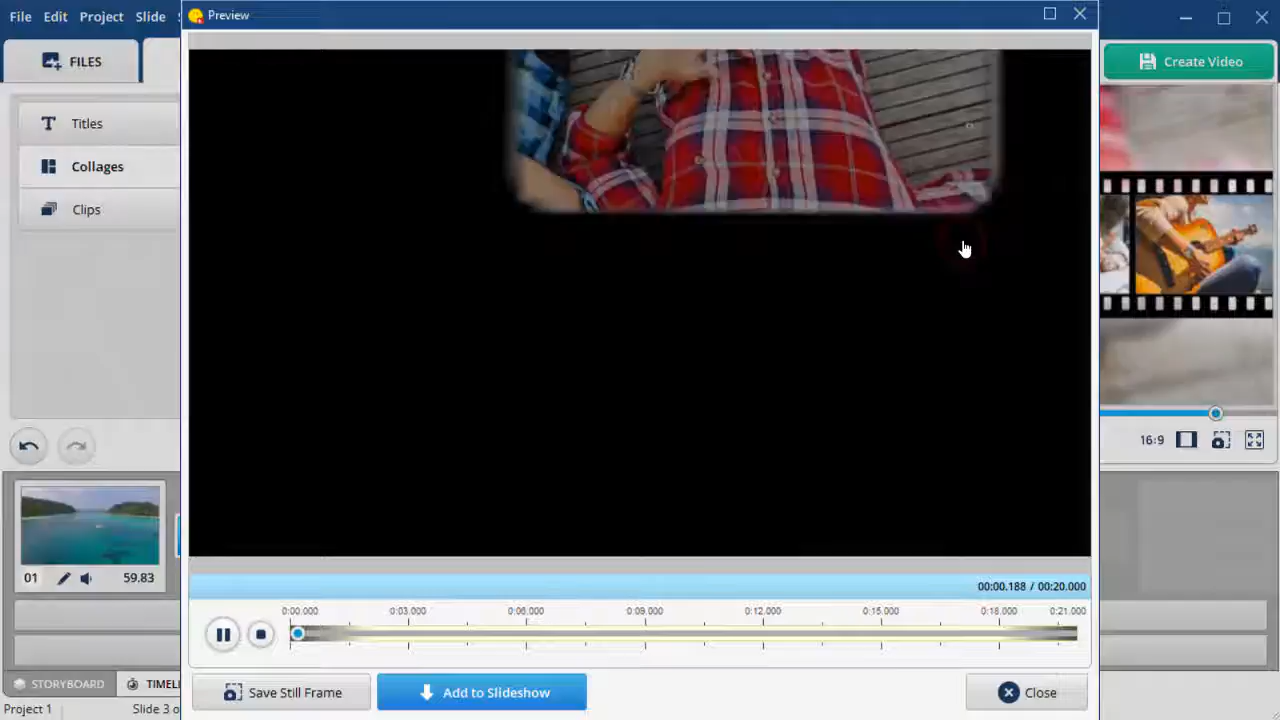 File Edit Project Slide
Preview
FILES
Create Video
Titles
Collages
Clips
16:9
01
59.83
00:00.188 / 00:20.000
0:00.000 0:03.000 0:06.000 0:09.000 0:12.000 0:15.000 0:18.000 0:21.000
STORYBOARD
Save Still Frame
Add to Slideshow
Close
Project 1
Slide 3